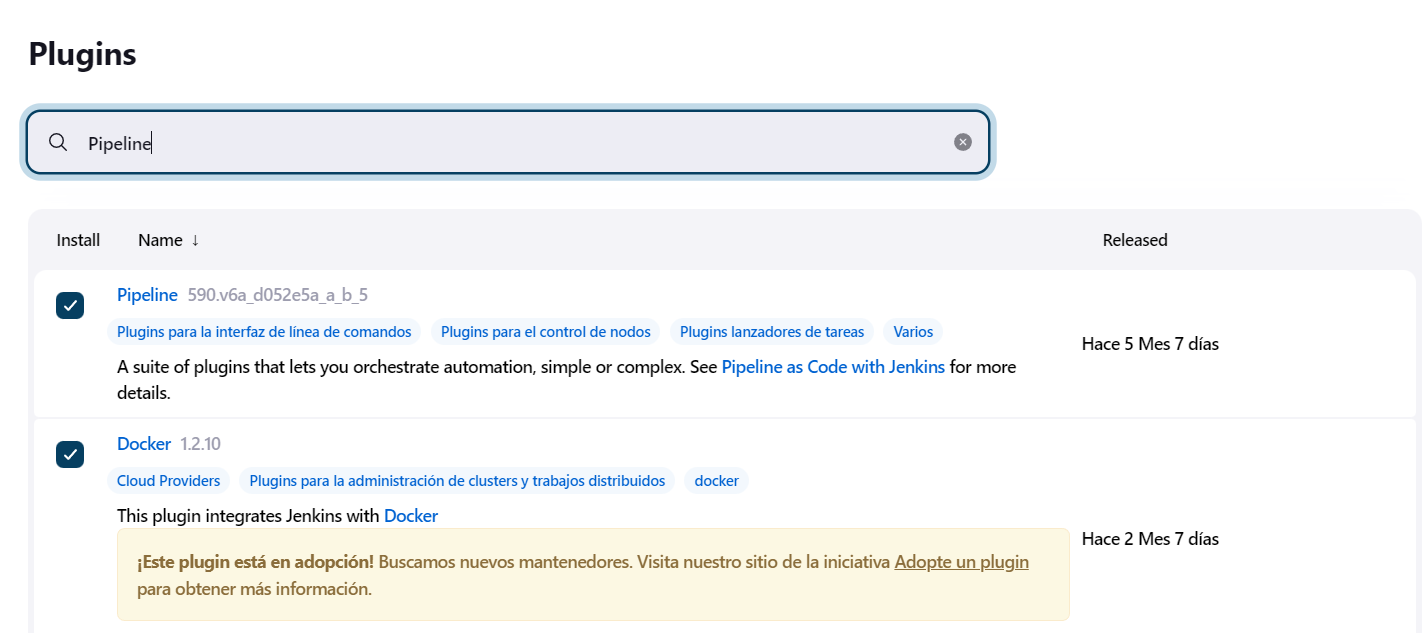 Plugins
Pipeline
Install Name ↓ Released
Pipeline 590.v6a_d052e5a_a_b_5
Plugins para la interfaz de línea de comandos Plugins para el control de nodos Plugins lanzadores de tareas Varios
Hace 5 Mes 7 días
A suite of plugins that lets you orchestrate automation, simple or complex. See Pipeline as Code with Jenkins for more
details.
Docker 1.2.10
Cloud Providers Plugins para la administración de clusters y trabajos distribuidos docker
This plugin integrates Jenkins with Docker
Hace 2 Mes 7 días
¡Este plugin está en adopción! Buscamos nuevos mantenedores. Visita nuestro sitio de la iniciativa Adopte un plugin
para obtener más información.